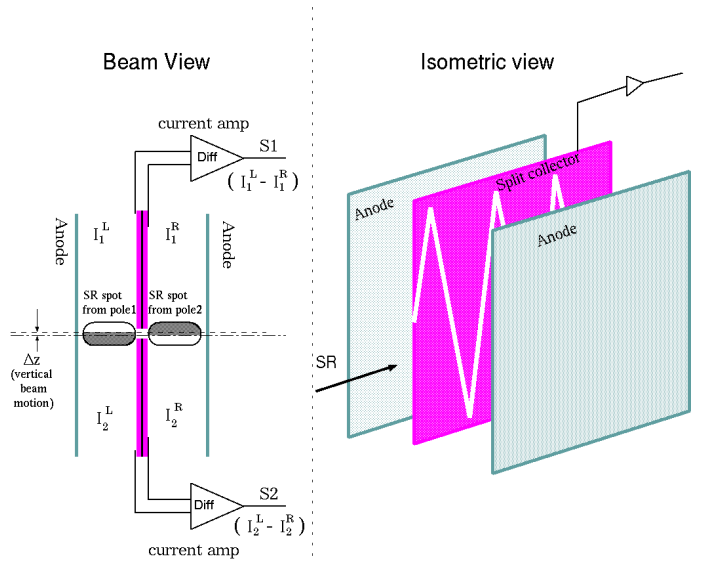 Beam View
Isometric view
current amp
Diff
S1
( I₁ᴸ - I₁ᴿ )
Anode
I₁ᴸ
I₁ᴿ
Anode
SR spot
from pole1
SR spot
from pole2
Δz
(vertical
beam
motion)
I₂ᴸ
I₂ᴿ
Diff
S2
( I₂ᴸ - I₂ᴿ )
current amp
Split collector
Anode
Anode
SR